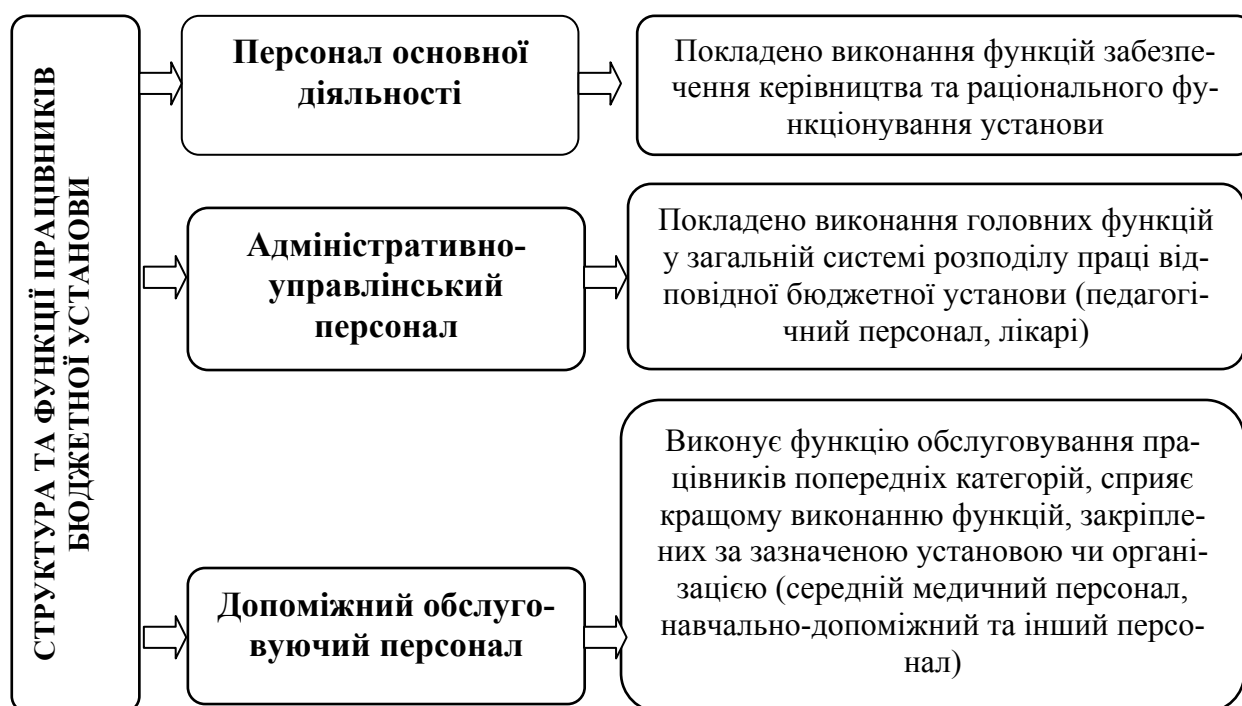 СТРУКТУРА ТА ФУНКЦІЇ ПРАЦІВНИКІВ
БЮДЖЕТНОЇ УСТАНОВИ
Персонал основної
діяльності
Покладено виконання функцій забезпе-
чення керівництва та раціонального фу-
нкціонування установи
Адміністративно-
управлінський
персонал
Покладено виконання головних функцій
у загальній системі розподілу праці від-
повідної бюджетної установи (педагогі-
чний персонал, лікарі)
Допоміжний обслуго-
вуючий персонал
Виконує функцію обслуговування пра-
цівників попередніх категорій, сприяє
кращому виконанню функцій, закріпле-
них за зазначеною установою чи органі-
зацією (середній медичний персонал,
навчально-допоміжний та інший персо-
нал)